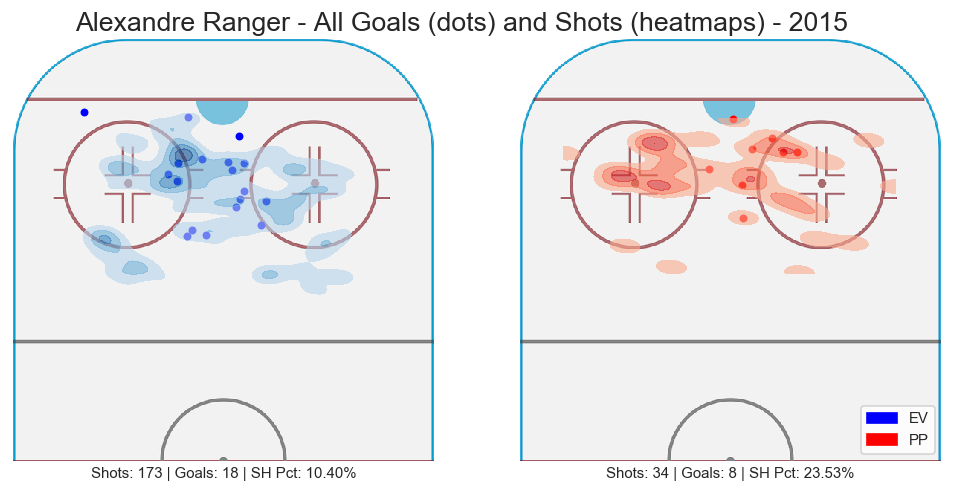 Alexandre Ranger - All Goals (dots) and Shots (heatmaps) - 2015
EV
PP
Shots: 173 | Goals: 18 | SH Pct: 10.40%
Shots: 34 | Goals: 8 | SH Pct: 23.53%